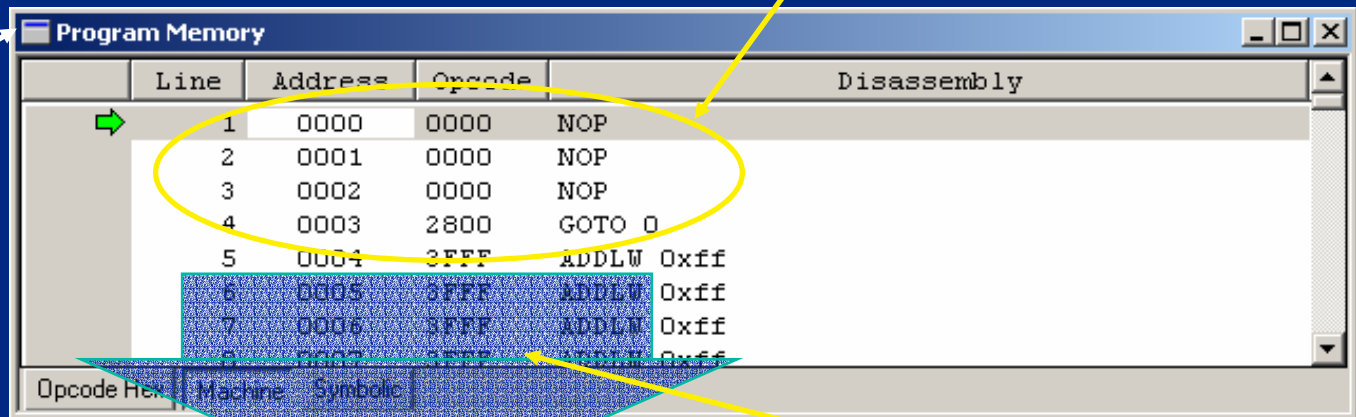 Program Memory
Line Address Opcode Disassembly
1 0000 0000 NOP
2 0001 0000 NOP
3 0002 0000 NOP
4 0003 2800 GOTO 0
5 0004 3FFF ADDLW 0xff
6 0005 3FFF ADDLW 0xff
7 0006 3FFF ADDLW 0xff
Opcode Hex Machine Symbolic